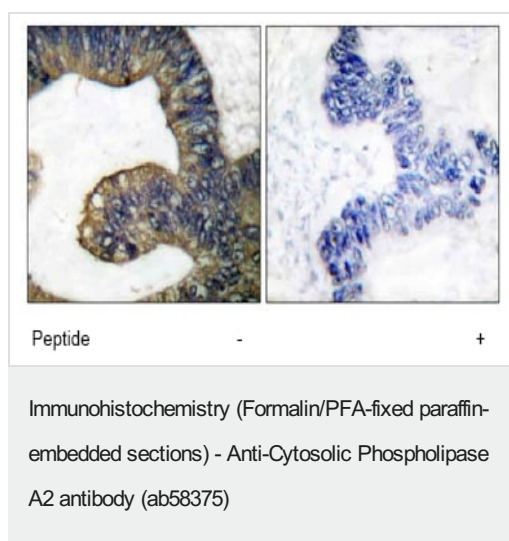 Peptide - +
Immunohistochemistry (Formalin/PFA-fixed paraffin-
embedded sections) - Anti-Cytosolic Phospholipase
A2 antibody (ab58375)